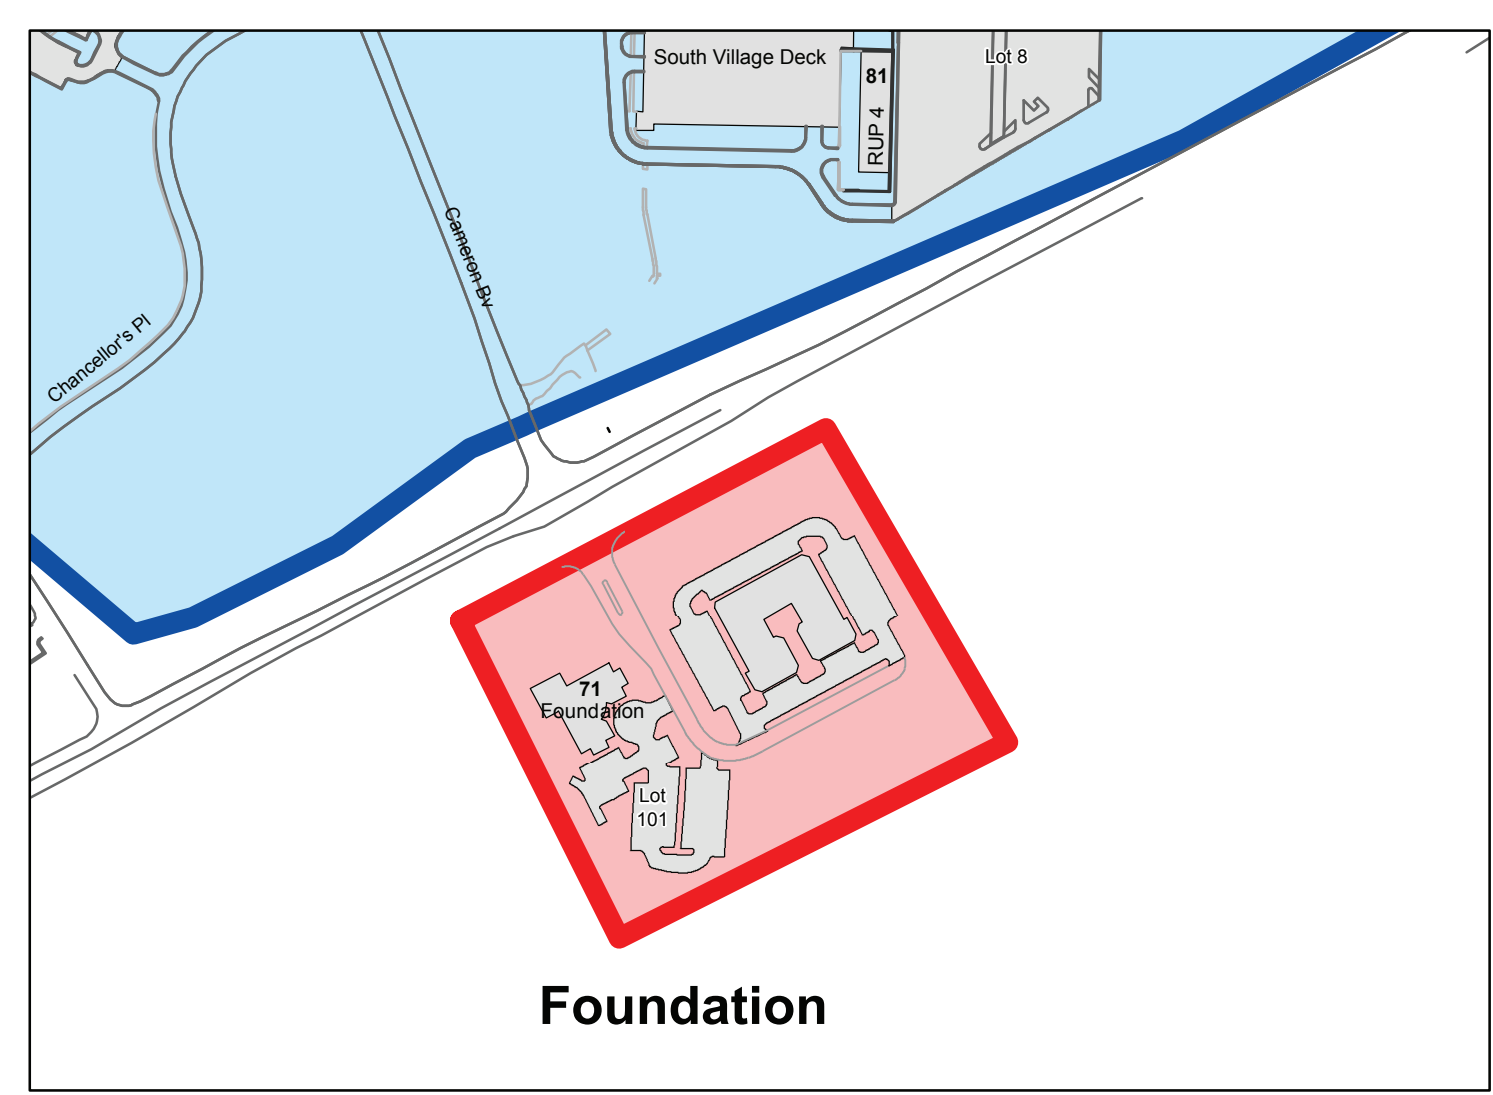 South Village Deck
81
RUP 4
Lot 8
Cameron Bv
Chancellor's Pl
71
Foundation
Lot
101
Foundation